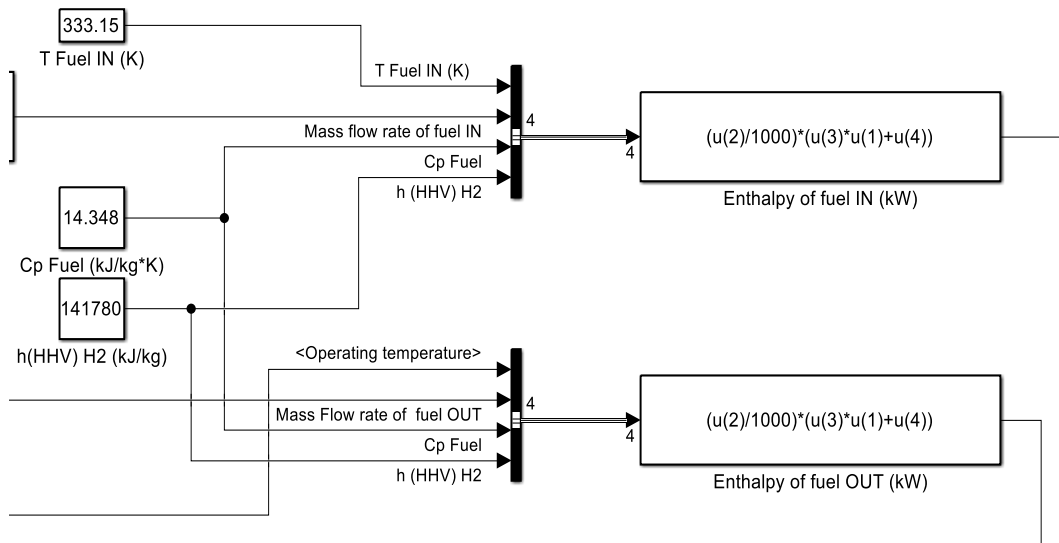 333.15
T Fuel IN (K)
T Fuel IN (K)
4
Mass flow rate of fuel IN
4
(u(2)/1000)*(u(3)*u(1)+u(4))
Cp Fuel
h (HHV) H2
Enthalpy of fuel IN (kW)
14.348
Cp Fuel (kJ/kg*K)
141780
h(HHV) H2 (kJ/kg)
<Operating temperature>
4
Mass Flow rate of fuel OUT
4
(u(2)/1000)*(u(3)*u(1)+u(4))
Cp Fuel
h (HHV) H2
Enthalpy of fuel OUT (kW)